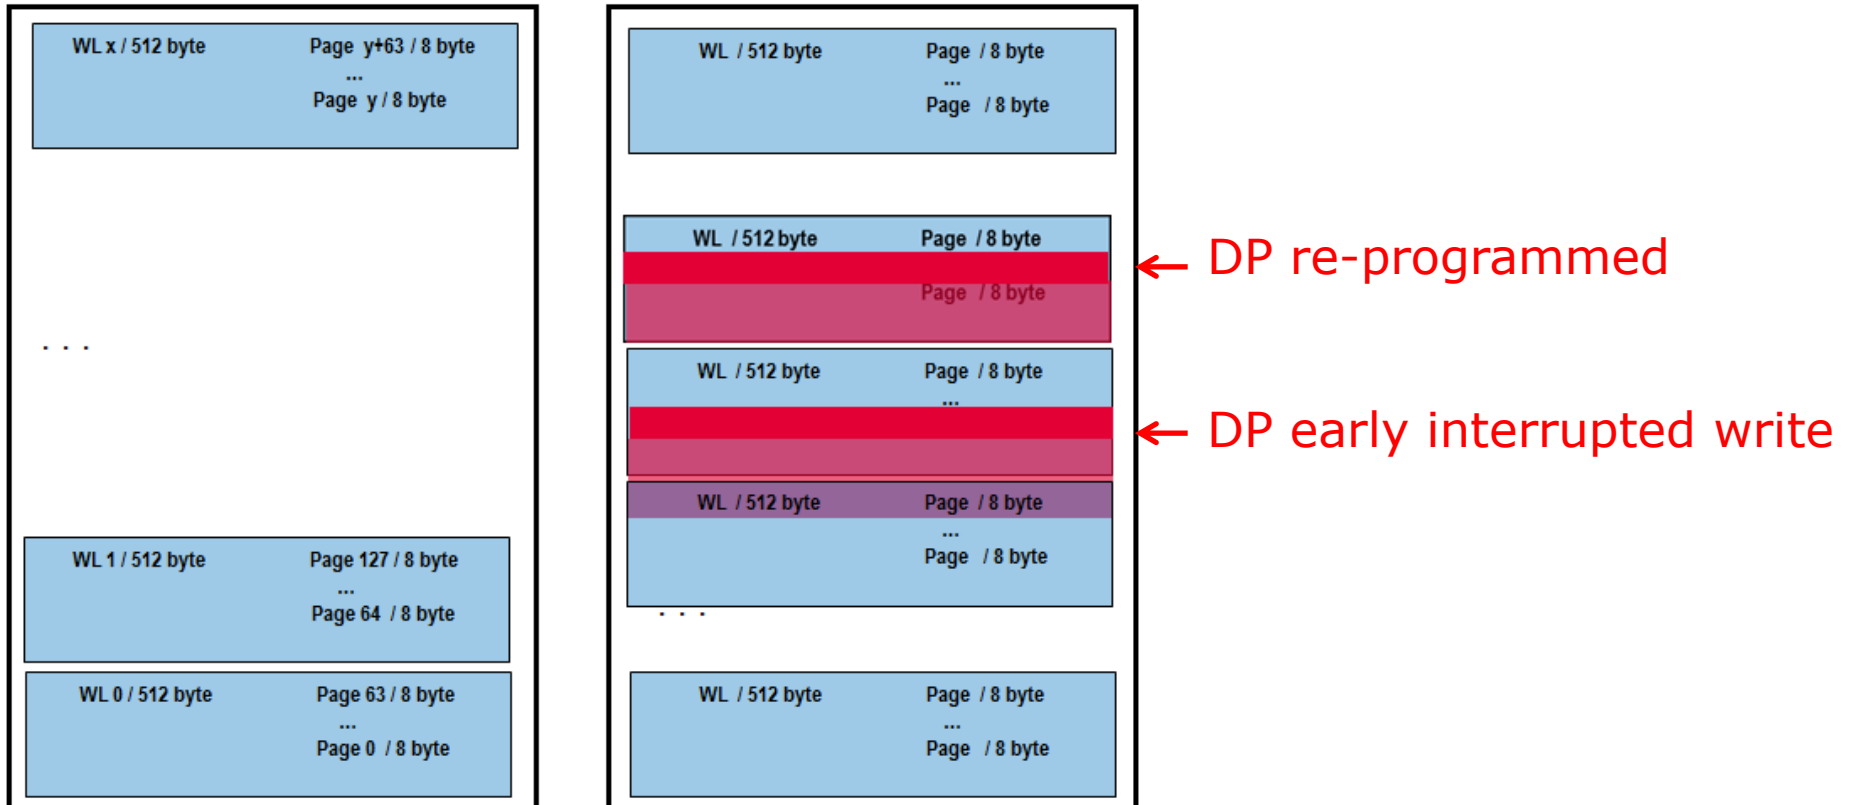 WL x / 512 byte Page y+63 / 8 byte
...
Page y / 8 byte
. . .
WL 1 / 512 byte Page 127 / 8 byte
...
Page 64 / 8 byte
WL 0 / 512 byte Page 63 / 8 byte
...
Page 0 / 8 byte
WL / 512 byte Page / 8 byte
...
Page / 8 byte
WL / 512 byte Page / 8 byte
Page / 8 byte
WL / 512 byte Page / 8 byte
...
WL / 512 byte Page / 8 byte
...
Page / 8 byte
. . .
WL / 512 byte Page / 8 byte
...
Page / 8 byte
DP re-programmed
DP early interrupted write